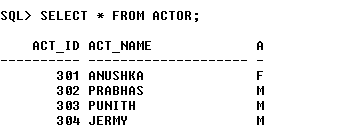 SQL> SELECT * FROM ACTOR;
ACT_ID ACT_NAME A
---------- -------------------- -
301 ANUSHKA F
302 PRABHAS M
303 PUNITH M
304 JERMY M